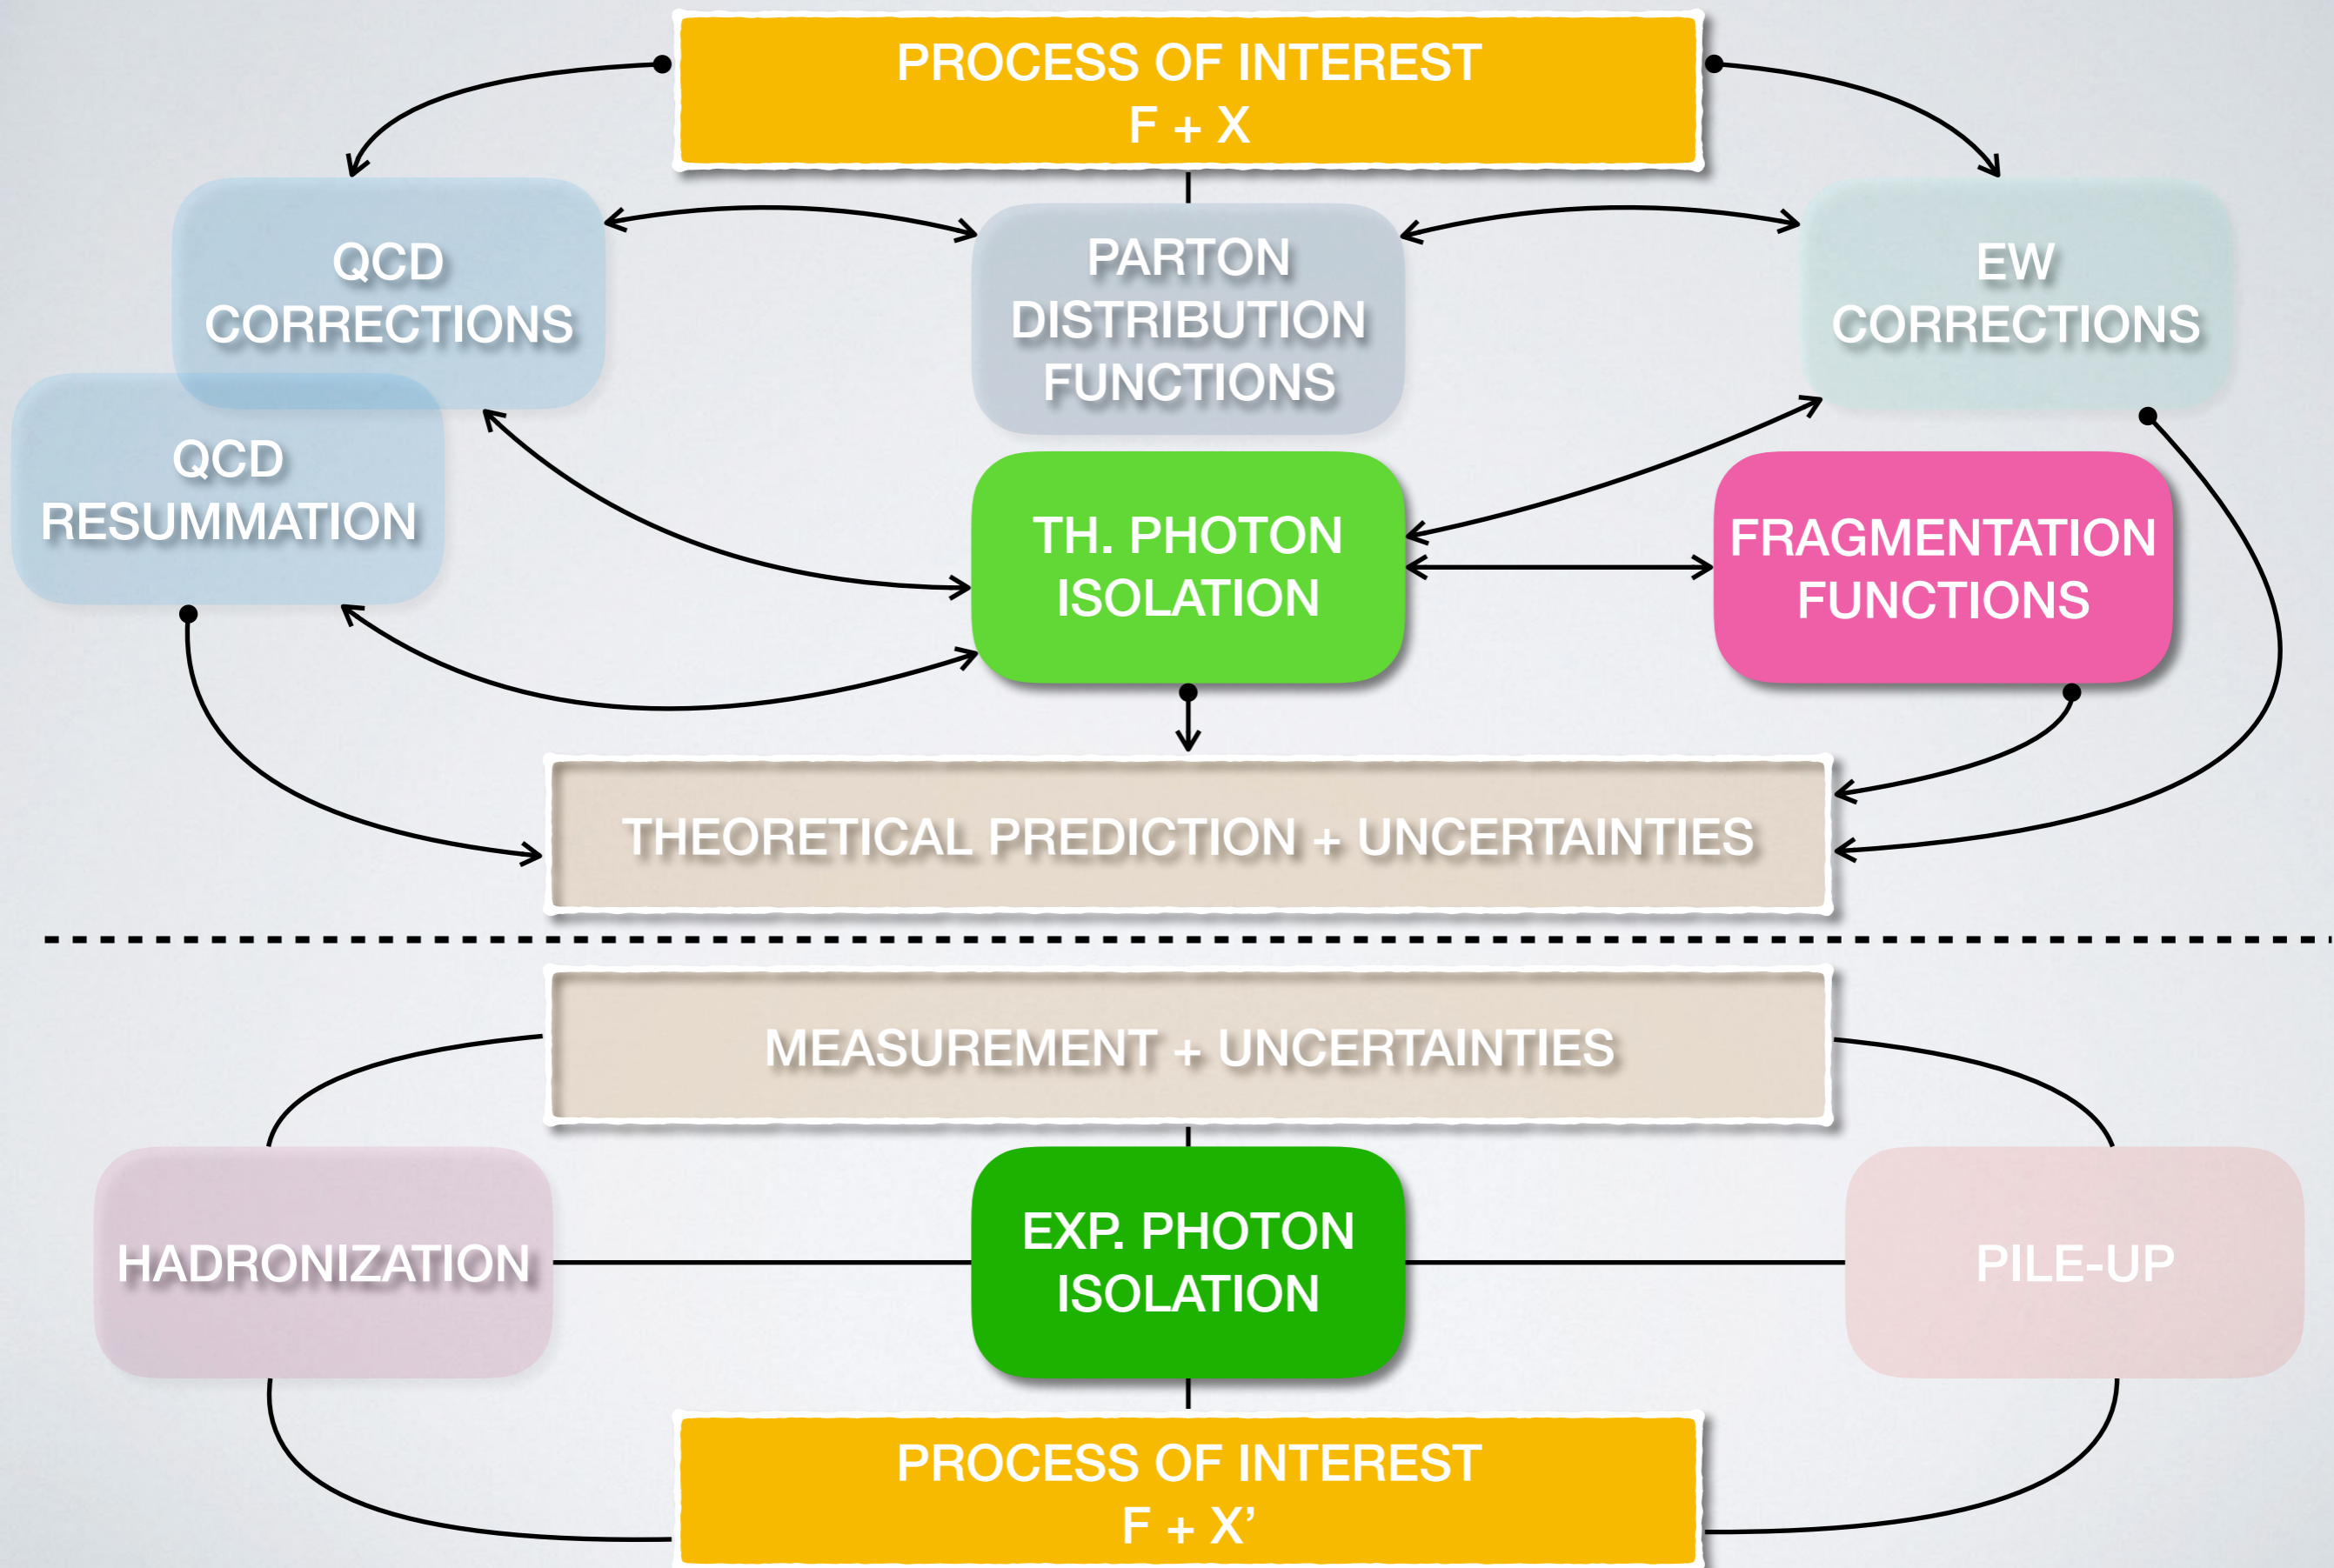 PROCESS OF INTEREST
F + X
QCD
CORRECTIONS
PARTON
DISTRIBUTION
FUNCTIONS
EW
CORRECTIONS
QCD
RESUMMATION
TH. PHOTON
ISOLATION
FRAGMENTATION
FUNCTIONS
THEORETICAL PREDICTION + UNCERTAINTIES
MEASUREMENT + UNCERTAINTIES
HADRONIZATION
EXP. PHOTON
ISOLATION
PILE-UP
PROCESS OF INTEREST
F + X’